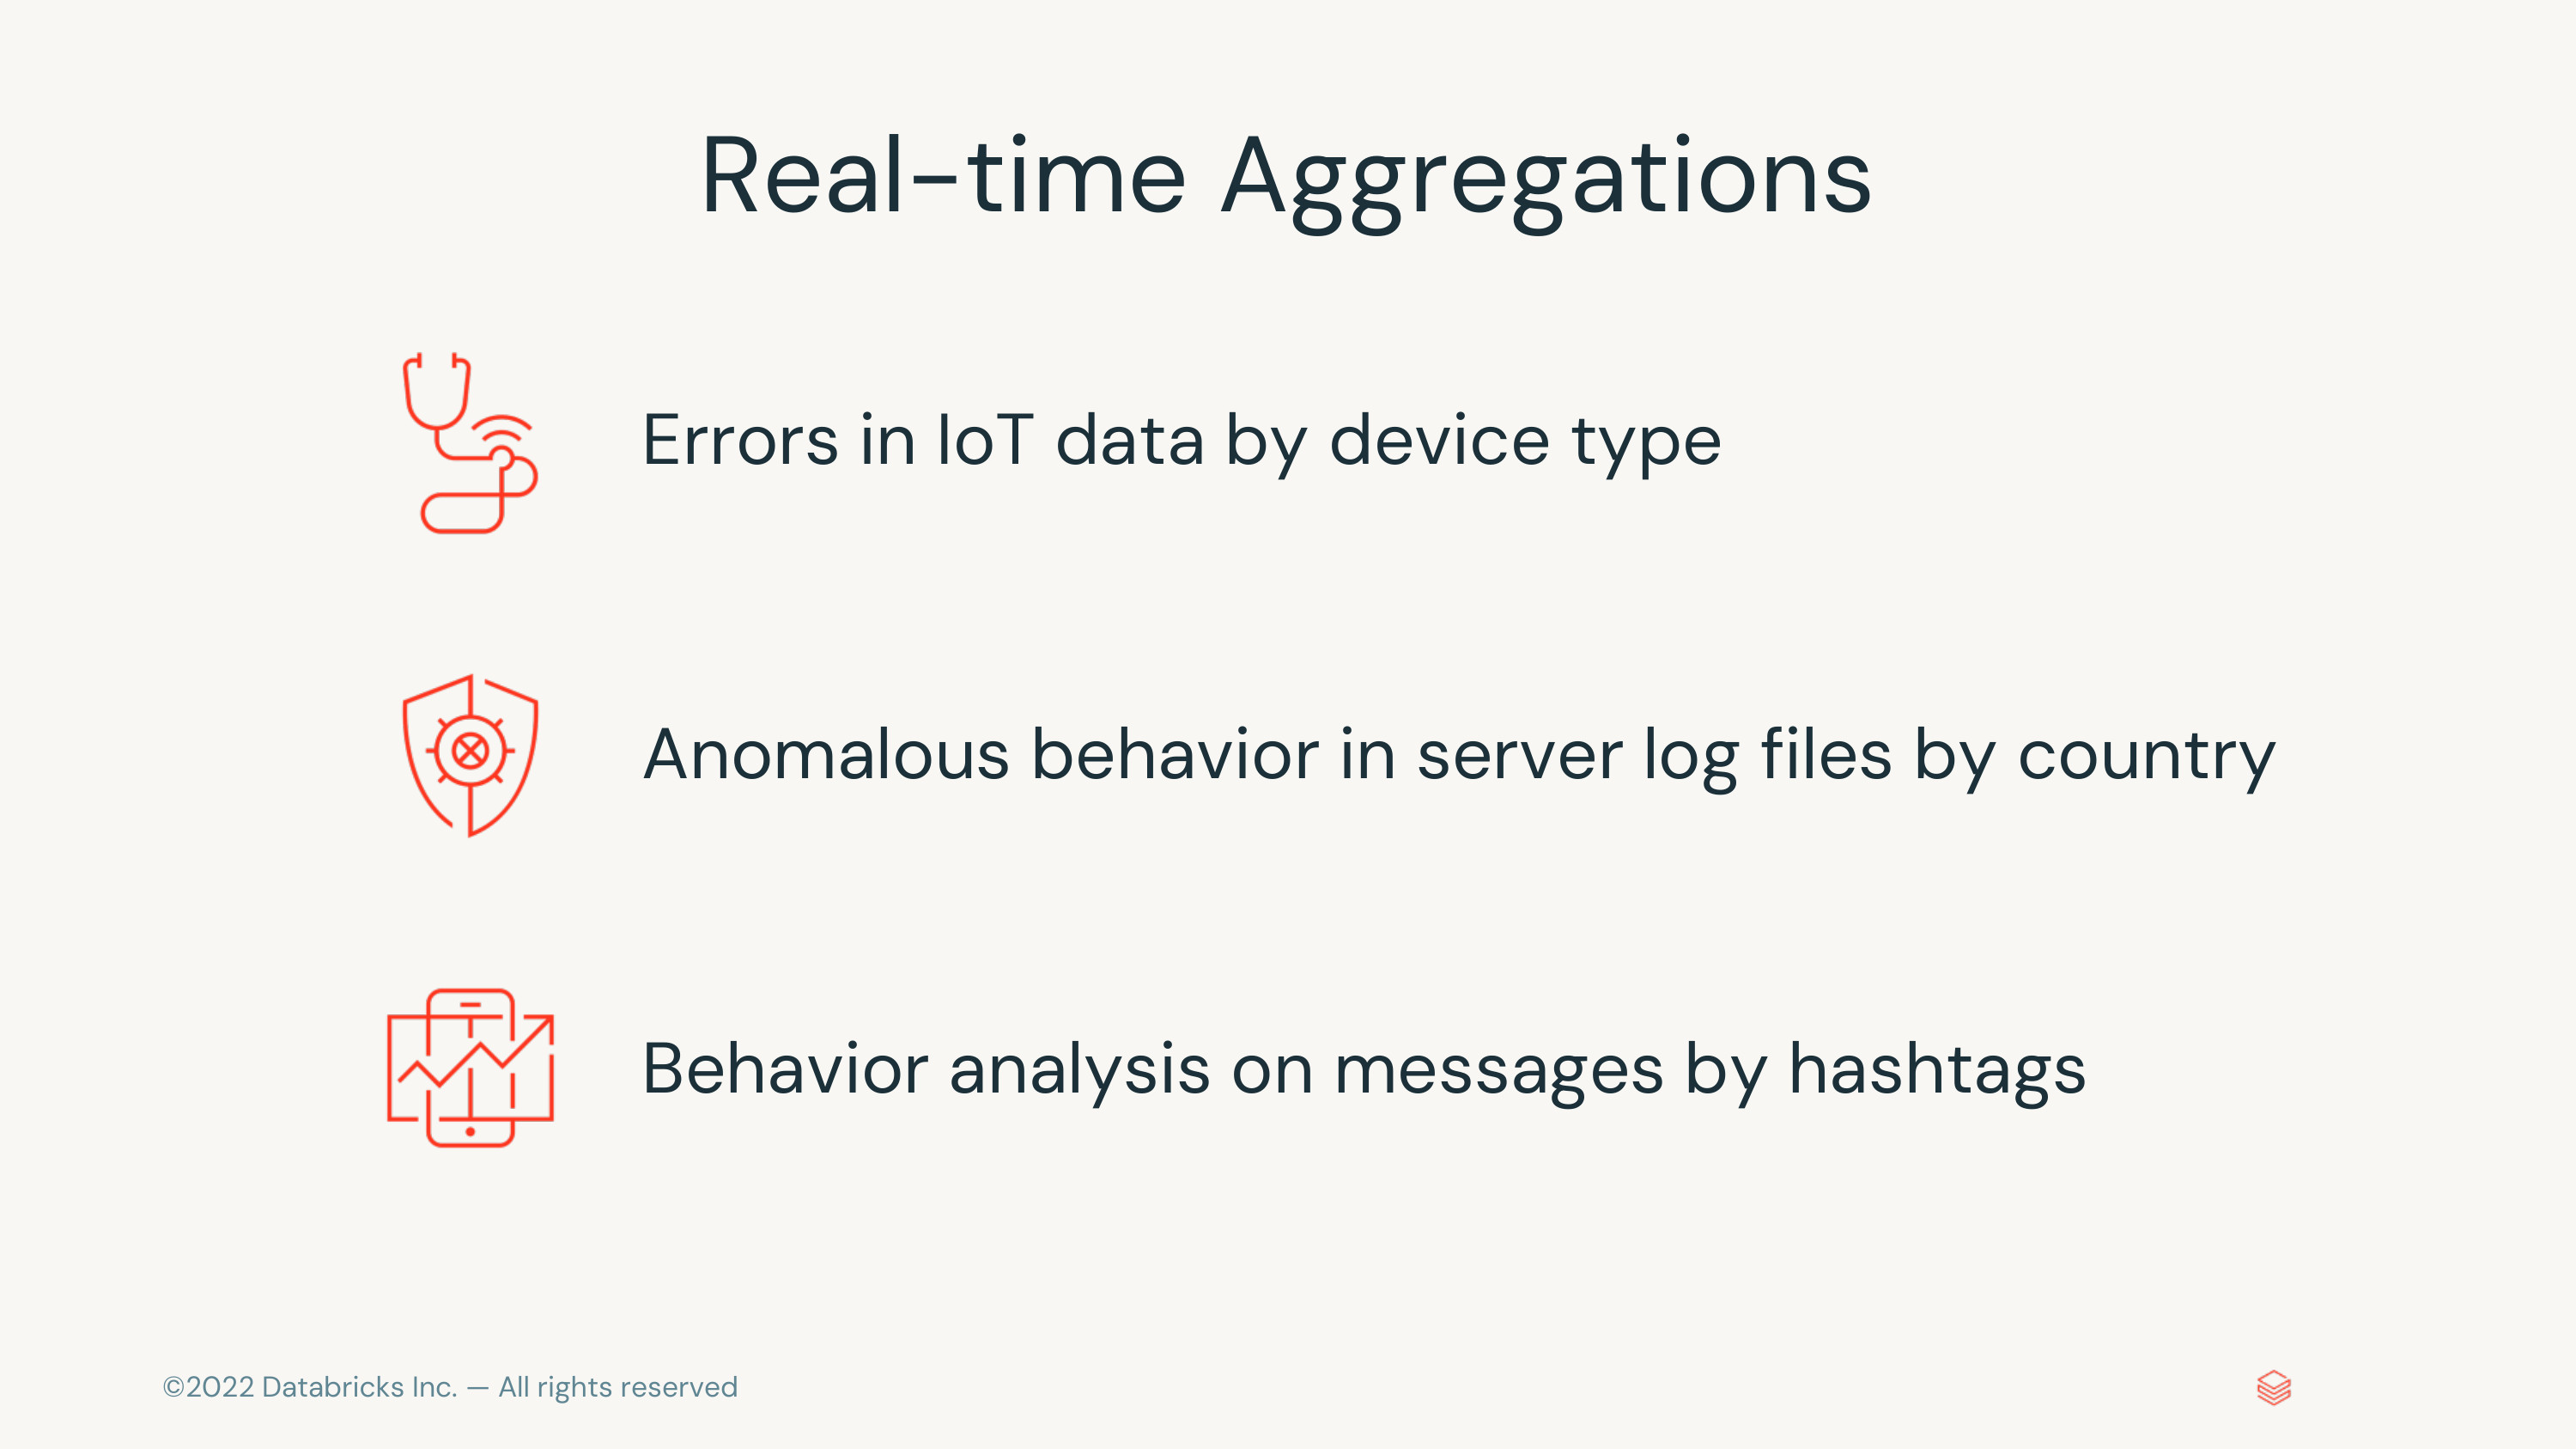 Real-time Aggregations
Errors in IoT data by device type
Anomalous behavior in server log files by country
Behavior analysis on messages by hashtags
©2022 Databricks Inc. — All rights reserved